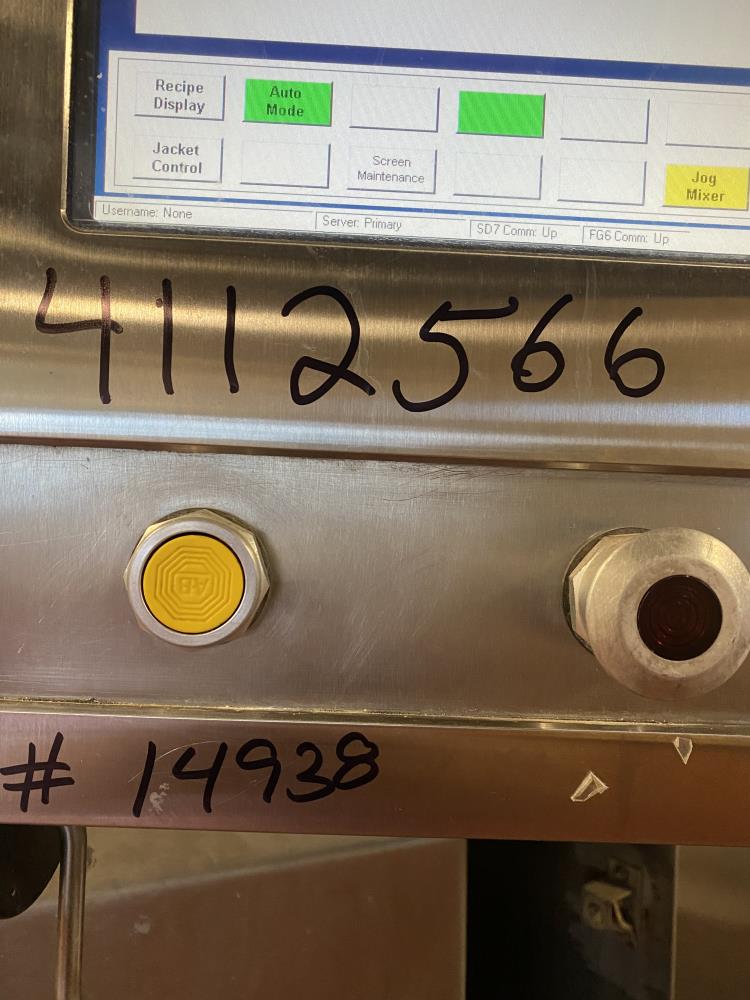 Recipe Display
Auto Mode
Jacket Control
Screen Maintenance
Jog Mixer
Username: None
Server: Primary
SD7 Comm: Up
FG6 Comm: Up
4112566
A-B
# 14938